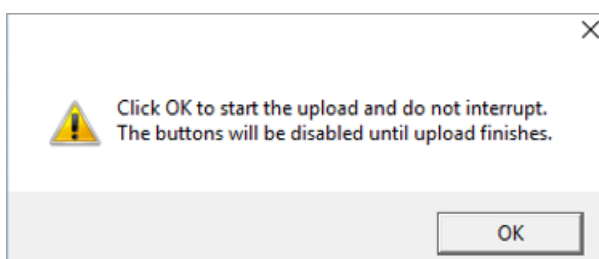 Click OK to start the upload and do not interrupt.
The buttons will be disabled until upload finishes.
OK